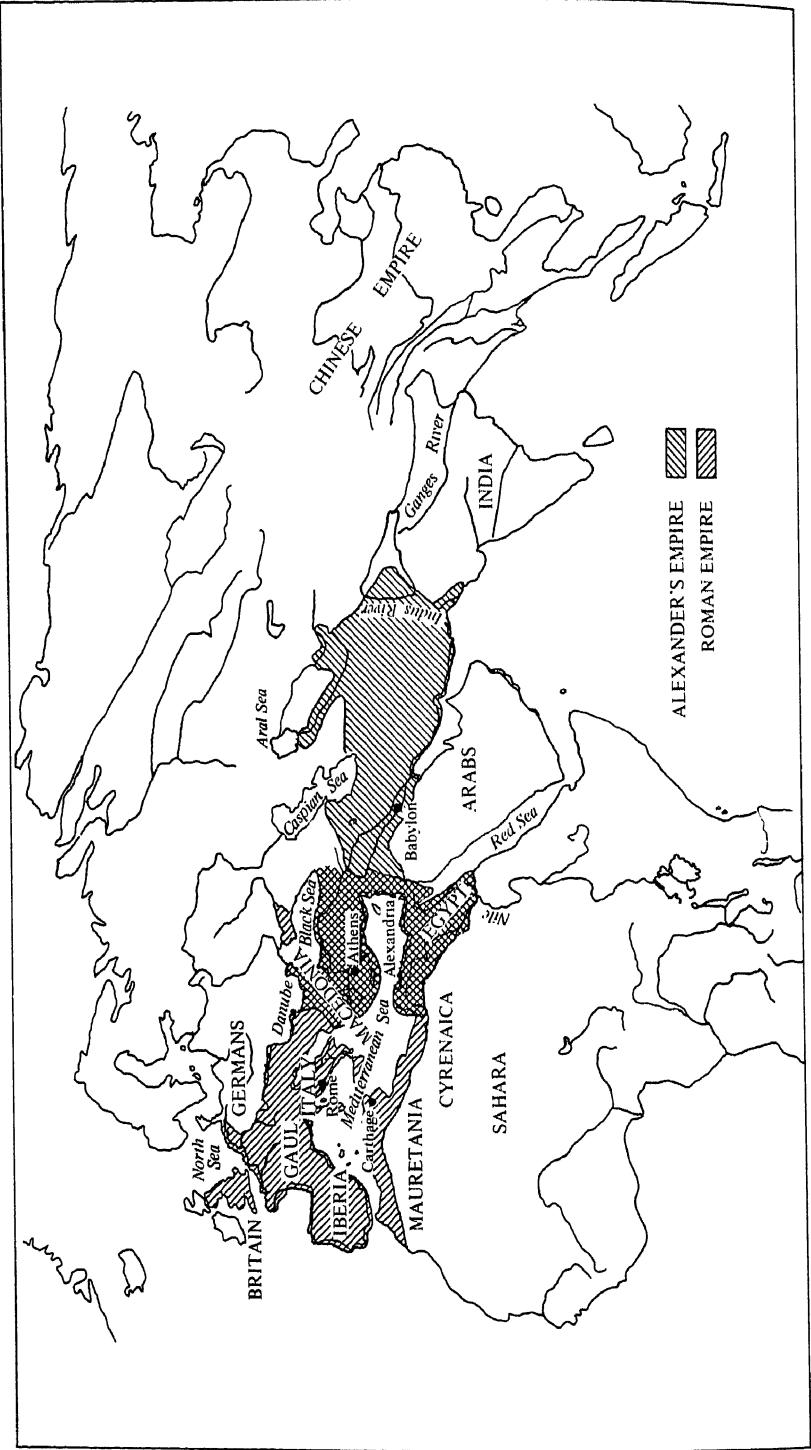 North
Sea
BRITAIN
GERMANS
GAUL
IBERIA
ITALY
Rome
Danube
MACEDONIA
Black Sea
Athens
Mediterranean Sea
Carthage
Alexandria
MAURETANIA
CYRENAICA
SAHARA
EGYPT
Nile
Red Sea
Babylon
ARABS
Caspian Sea
Aral Sea
Indus River
Ganges River
INDIA
CHINESE
EMPIRE
ALEXANDER'S EMPIRE
ROMAN EMPIRE